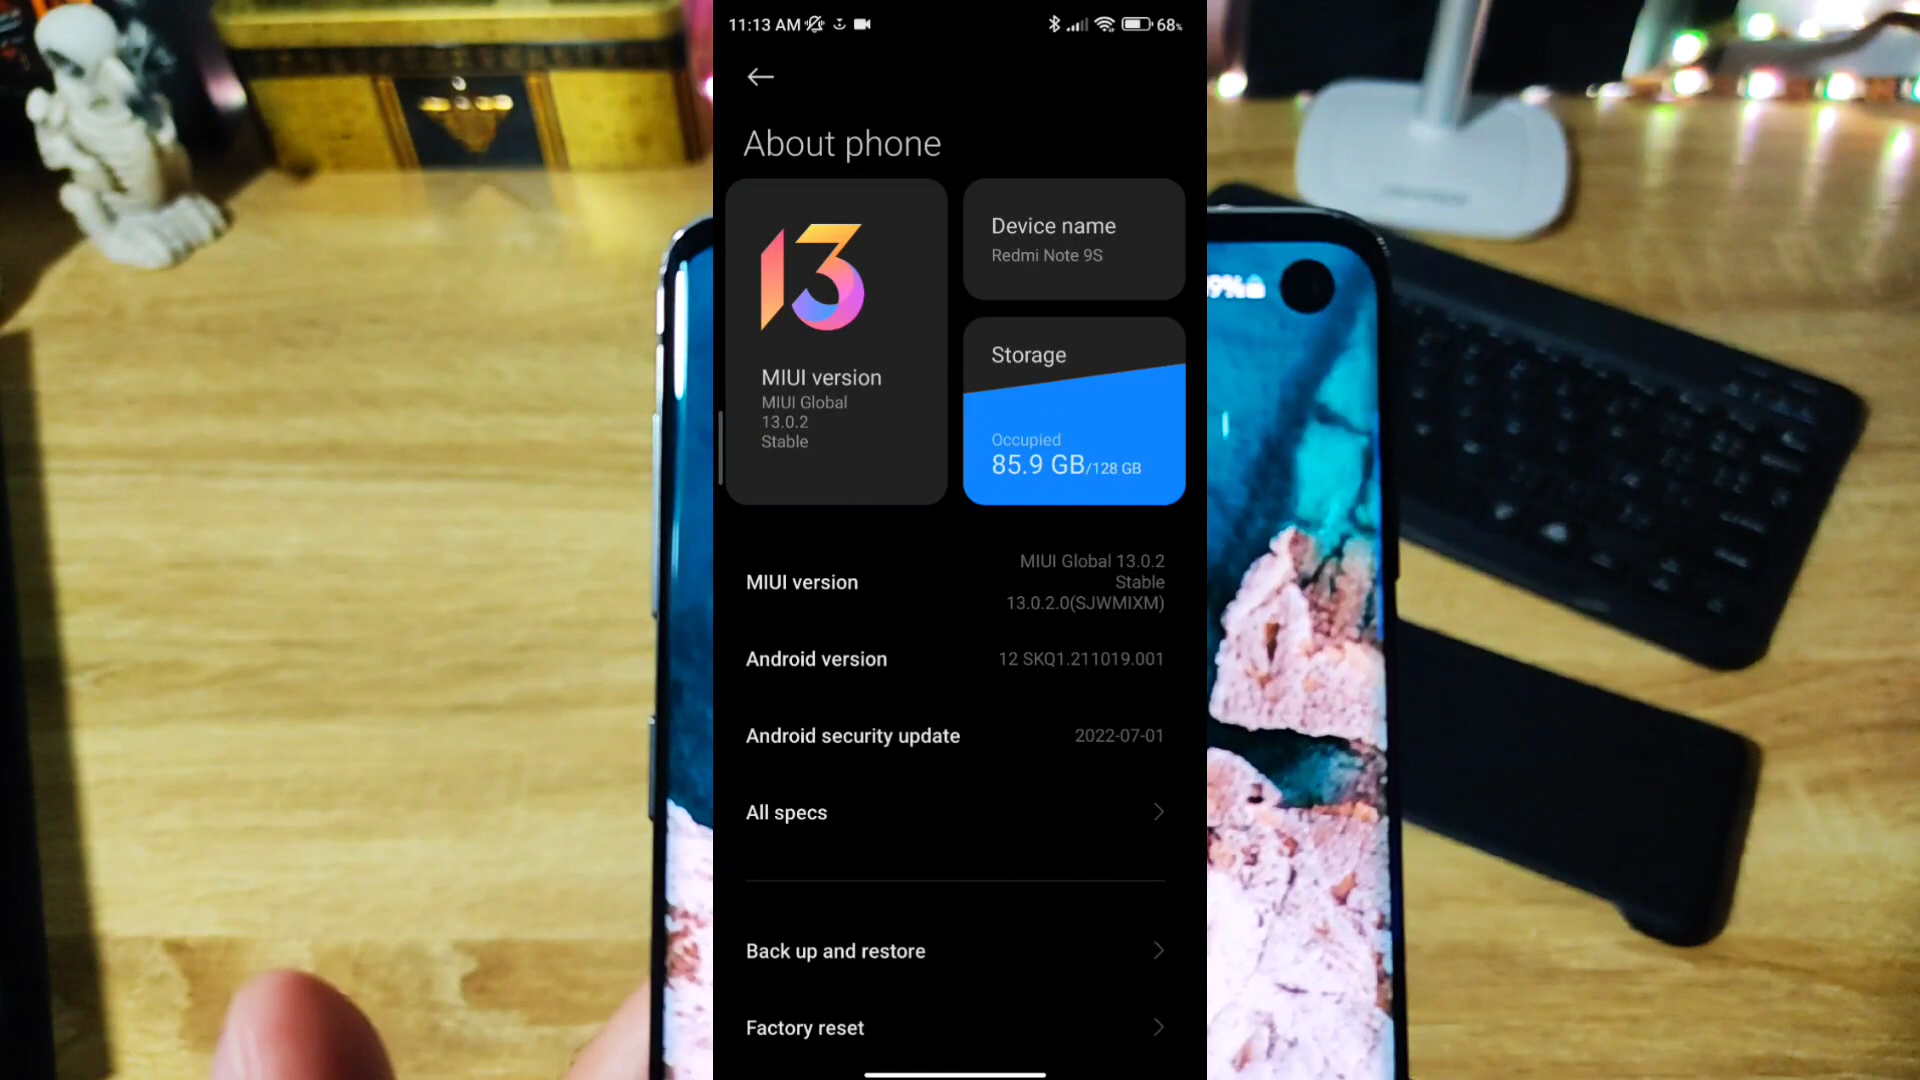 11:13 AM
68%
About phone
13
MIUI version
MIUI Global
13.0.2
Stable
Device name
Redmi Note 9S
Storage
Occupied
85.9 GB/128 GB
MIUI version
MIUI Global 13.0.2
Stable
13.0.2.0(SJWMIXM)
Android version
12 SKQ1.211019.001
Android security update
2022-07-01
All specs
Back up and restore
Factory reset
9%